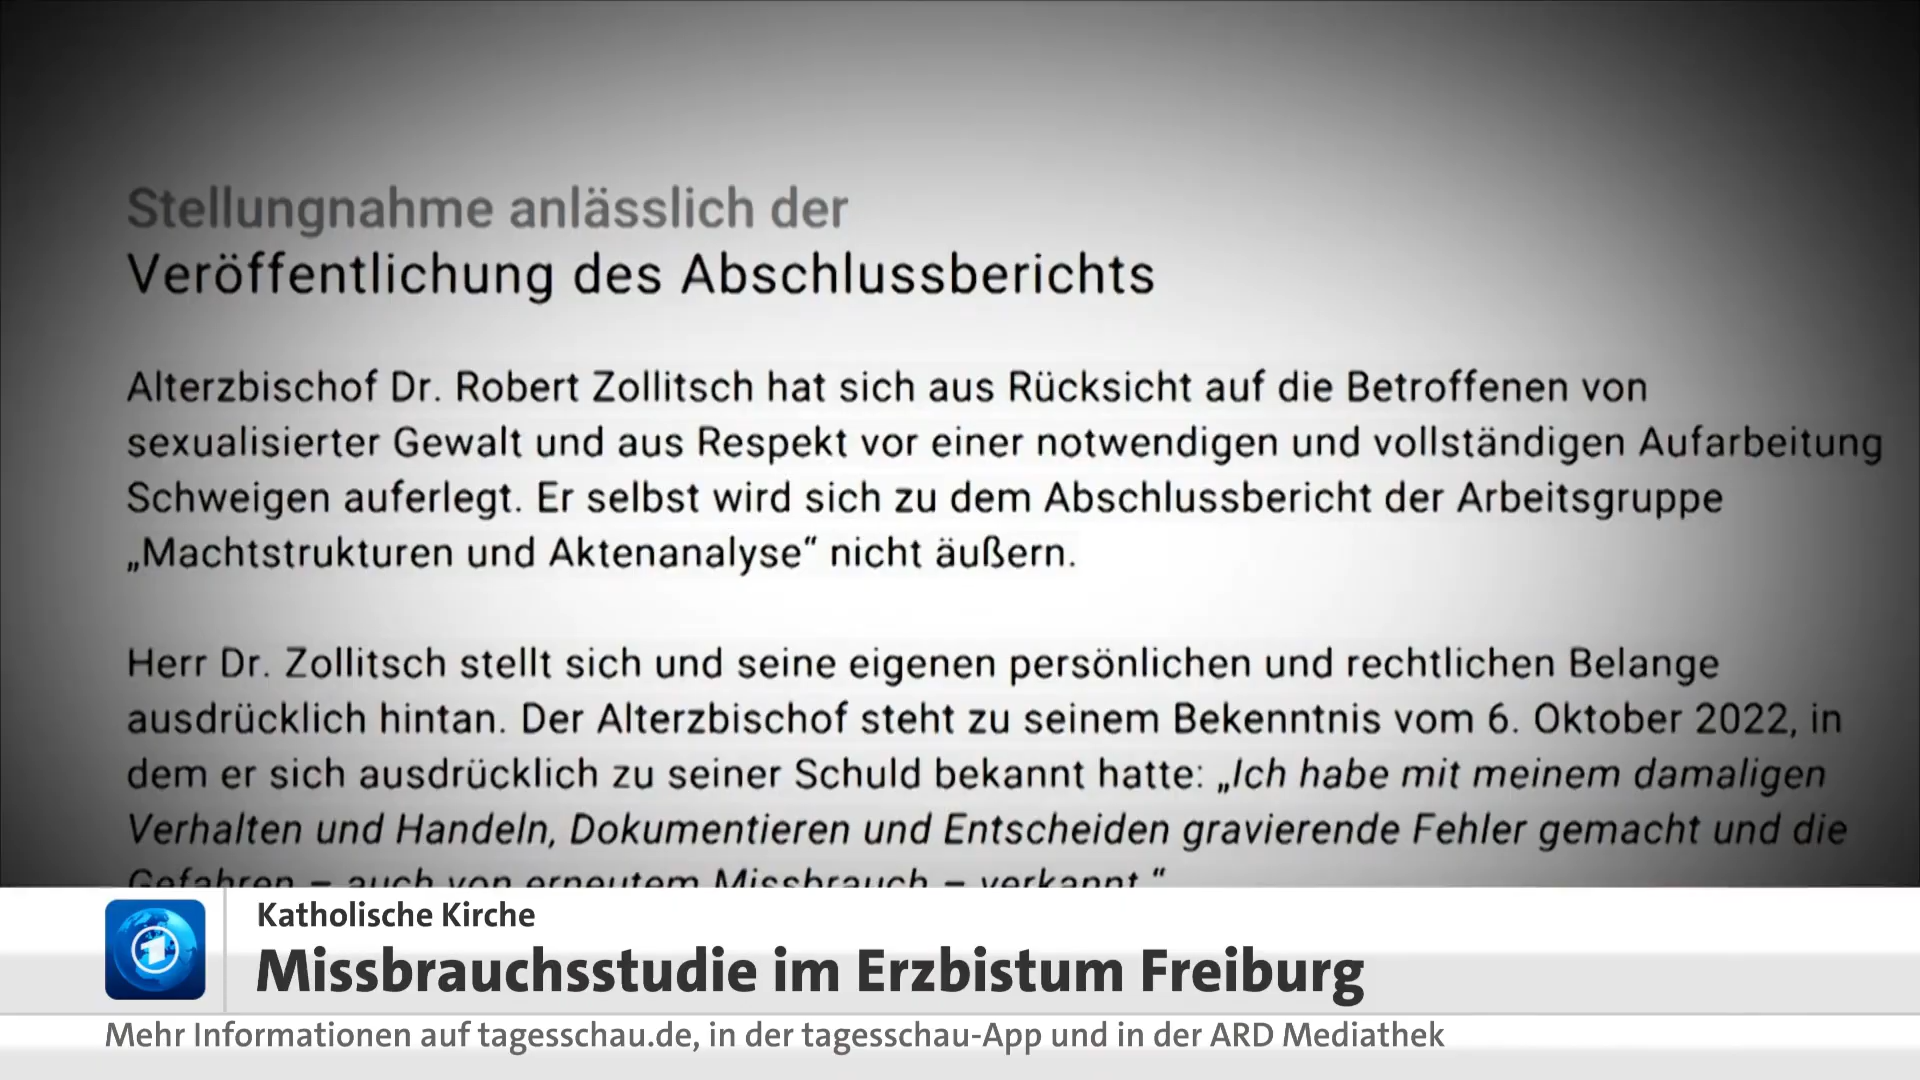 Stellungnahme anlässlich der
Veröffentlichung des Abschlussberichts
Alterzbischof Dr. Robert Zollitsch hat sich aus Rücksicht auf die Betroffenen von
sexualisierter Gewalt und aus Respekt vor einer notwendigen und vollständigen Aufarbeitung
Schweigen auferlegt. Er selbst wird sich zu dem Abschlussbericht der Arbeitsgruppe
„Machtstrukturen und Aktenanalyse“ nicht äußern.
Herr Dr. Zollitsch stellt sich und seine eigenen persönlichen und rechtlichen Belange
ausdrücklich hintan. Der Alterzbischof steht zu seinem Bekenntnis vom 6. Oktober 2022, in
dem er sich ausdrücklich zu seiner Schuld bekannt hatte: „Ich habe mit meinem damaligen
Verhalten und Handeln, Dokumentieren und Entscheiden gravierende Fehler gemacht und die
Gefahren – auch von erneutem Missbrauch – verkannt.“
Katholische Kirche
Missbrauchsstudie im Erzbistum Freiburg
Mehr Informationen auf tagesschau.de, in der tagesschau-App und in der ARD Mediathek